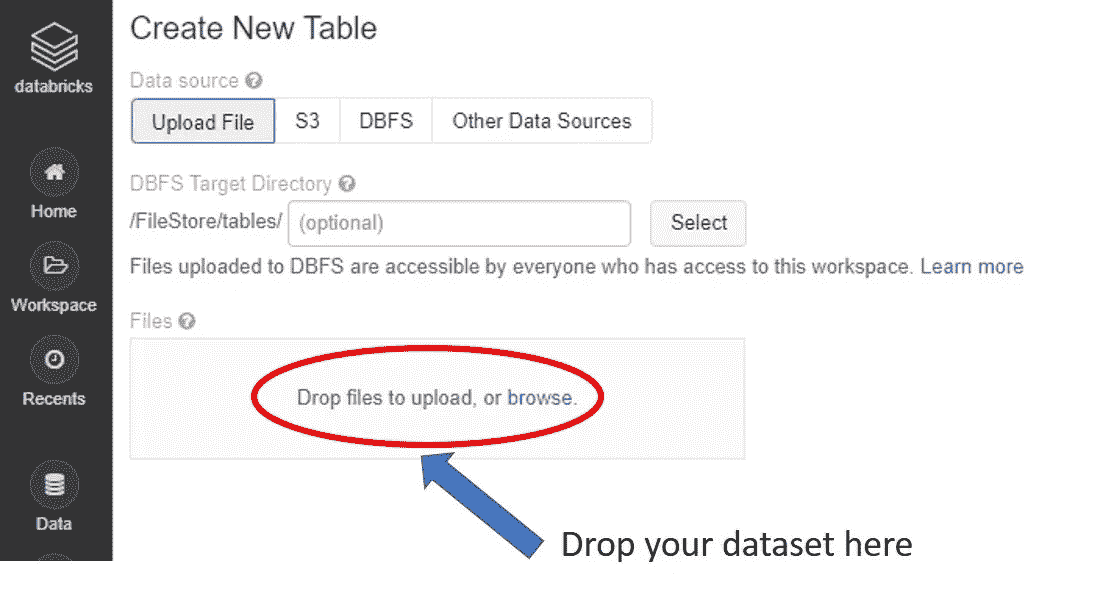 databricks
Home
Workspace
Recents
Data
Create New Table
Data source
Upload File S3 DBFS Other Data Sources
DBFS Target Directory
/FileStore/tables/ (optional) Select
Files uploaded to DBFS are accessible by everyone who has access to this workspace. Learn more
Files
Drop files to upload, or browse.
Drop your dataset here